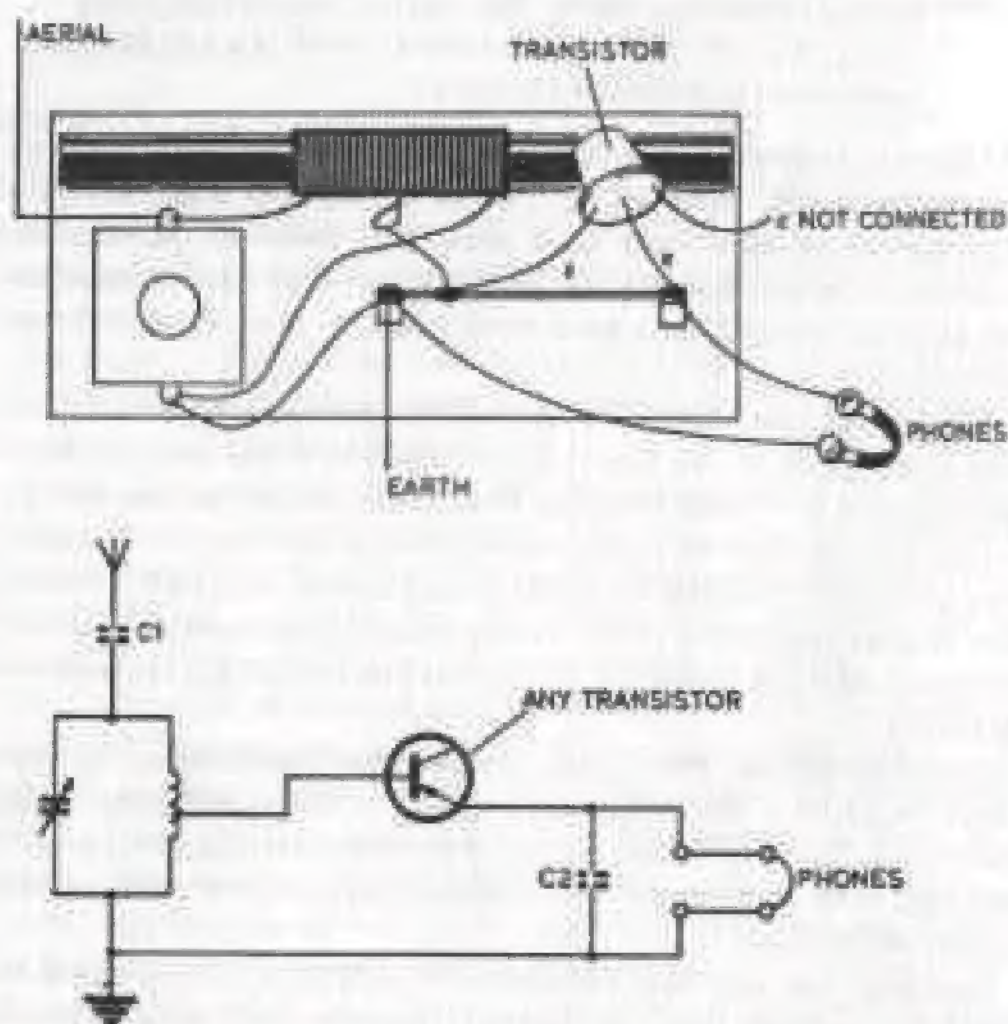 AERIAL
TRANSISTOR
c NOT CONNECTED
PHONES
EARTH
C1
ANY TRANSISTOR
C2
PHONES